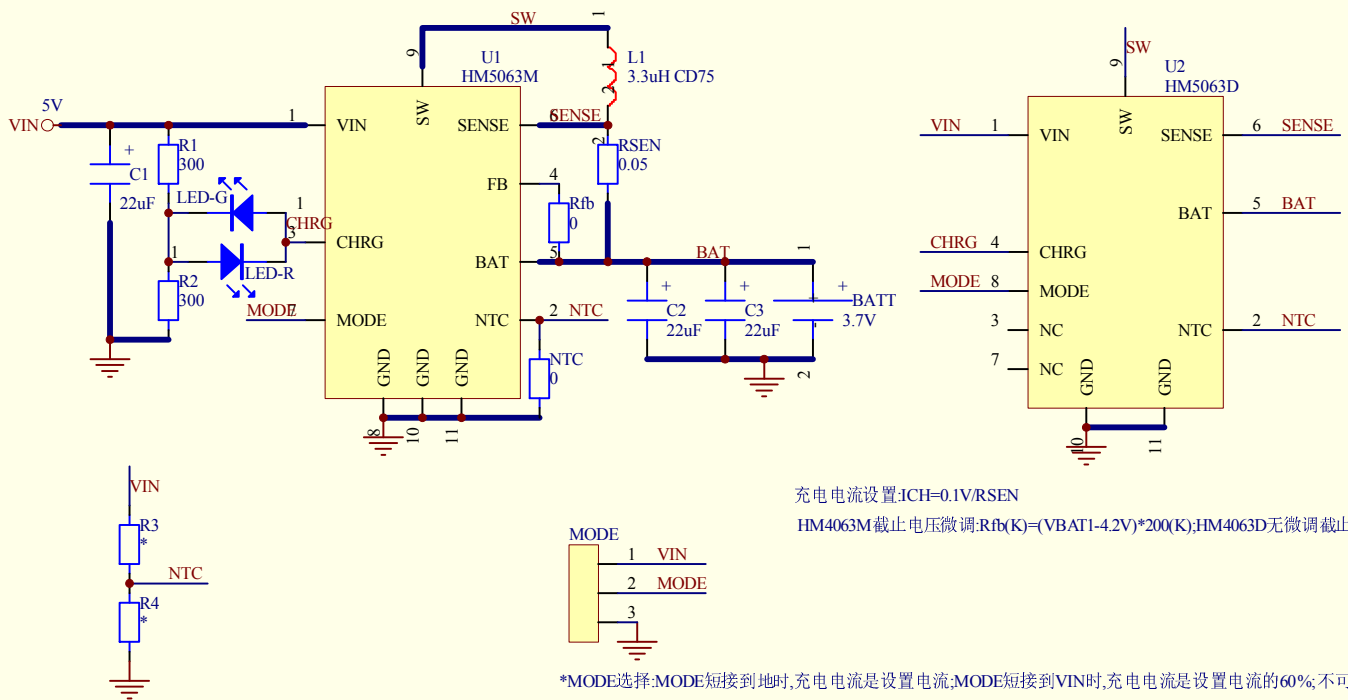 SW
1
9
U1
HM5063M
L1
3.3uH CD75
1
2
5V
VIN
1
VIN
SW
SENSE
6
SENSE
C1
22uF
R1
300
LED-G
1
CHRG
3
CHRG
FB
4
Rfb
0
2
RSEN
0.05
1
LED-R
R2
300
MODE
7
MODE
BAT
5
BAT
1
C2
22uF
C3
22uF
BATT
3.7V
2
NTC
2
NTC
NTC
0
GND
GND
GND
8
10
11
SW
9
U2
HM5063D
VIN
1
VIN
SW
SENSE
6
SENSE
BAT
5
BAT
CHRG
4
CHRG
MODE
8
MODE
3
NC
NTC
2
NTC
7
NC
GND
GND
10
11
VIN
R3
*
NTC
R4
*
充电电流设置:ICH=0.1V/RSEN
HM4063M截止电压微调:Rfb(K)=(VBAT1-4.2V)*200(K);HM4063D无微调截止
MODE
1
VIN
2
MODE
3
*MODE选择:MODE短接到地时,充电电流是设置电流;MODE短接到VIN时,充电电流是设置电流的60%;不可